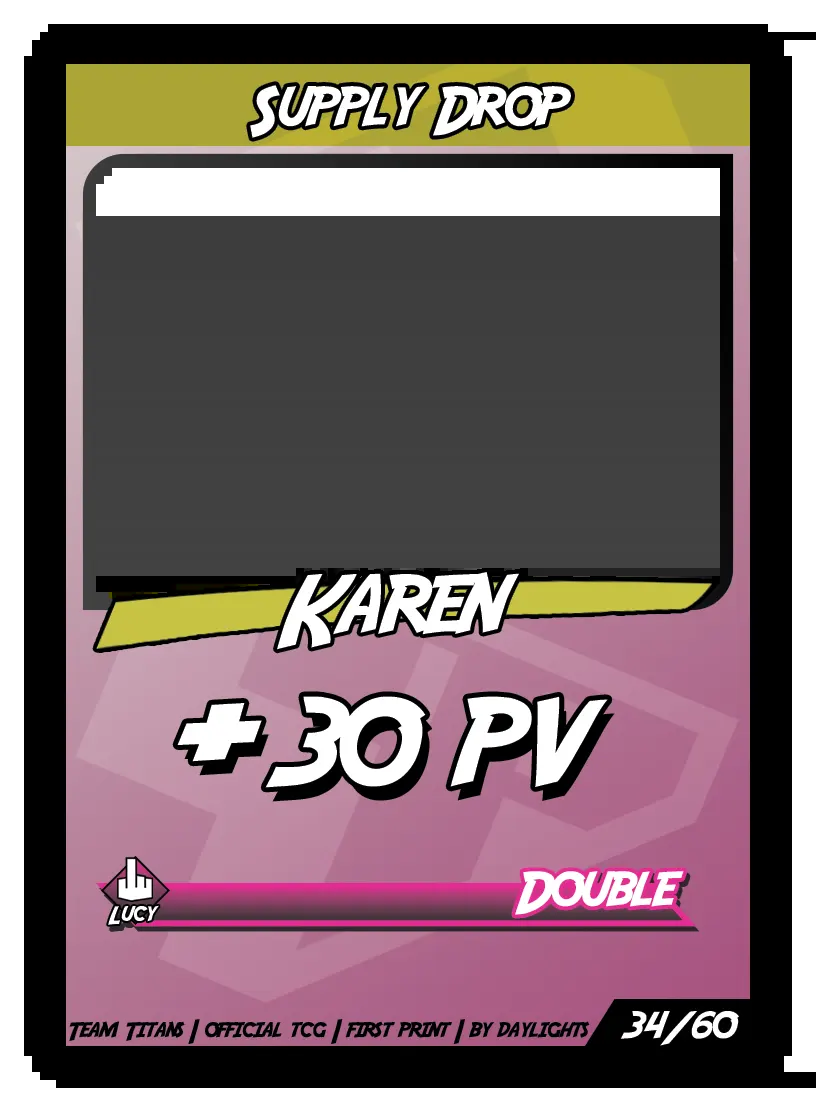 Supply Drop
Karen
+ 30 PV
Double
Lucy
Team Titans | official tcg | first print | by daylights
34/60